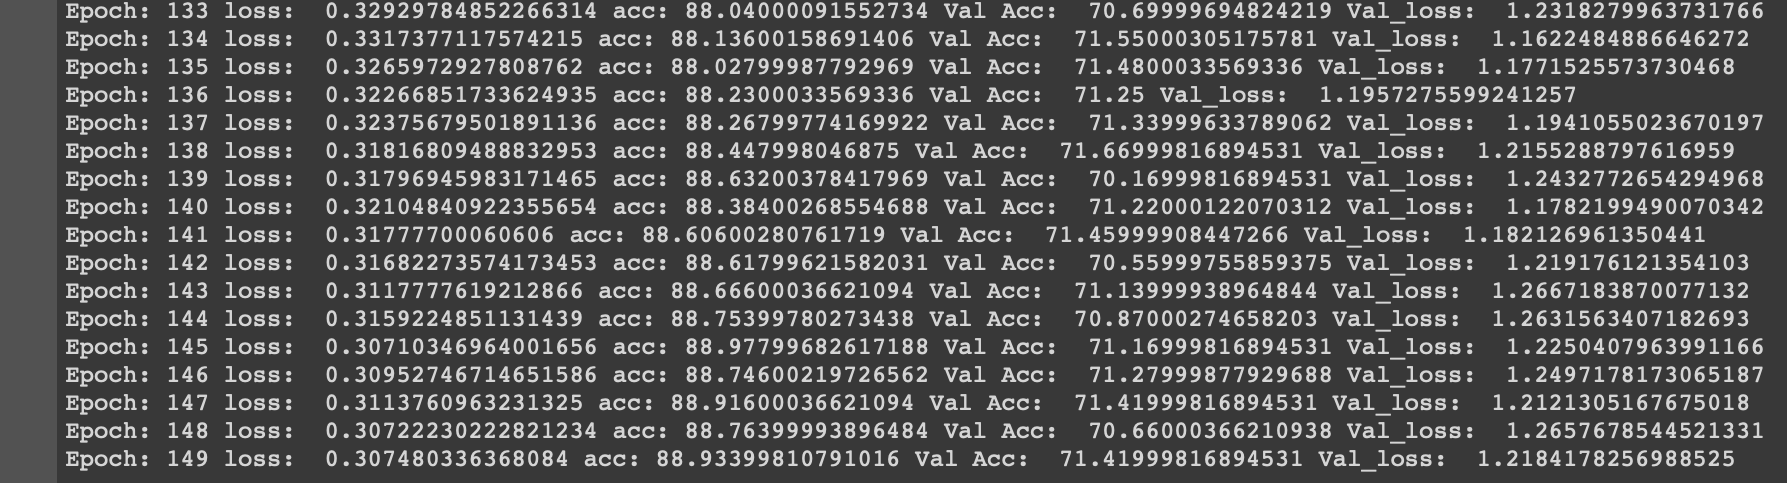 Epoch: 133 loss:  0.32929784852266314 acc: 88.04000091552734 Val Acc:  70.69999694824219 Val_loss:  1.2318279963731766
Epoch: 134 loss:  0.3317377117574215 acc: 88.13600158691406 Val Acc:  71.55000305175781 Val_loss:  1.1622484886646272
Epoch: 135 loss:  0.3265972927808762 acc: 88.02799987792969 Val Acc:  71.4800033569336 Val_loss:  1.1771525573730468
Epoch: 136 loss:  0.32266851733624935 acc: 88.2300033569336 Val Acc:  71.25 Val_loss:  1.1957275599241257
Epoch: 137 loss:  0.32375679501891136 acc: 88.26799774169922 Val Acc:  71.33999633789062 Val_loss:  1.1941055023670197
Epoch: 138 loss:  0.31816809488832953 acc: 88.447998046875 Val Acc:  71.66999816894531 Val_loss:  1.2155288797616959
Epoch: 139 loss:  0.31796945983171465 acc: 88.63200378417969 Val Acc:  70.16999816894531 Val_loss:  1.2432772654294968
Epoch: 140 loss:  0.32104840922355654 acc: 88.38400268554688 Val Acc:  71.22000122070312 Val_loss:  1.1782199490070342
Epoch: 141 loss:  0.31777700060606 acc: 88.60600280761719 Val Acc:  71.45999908447266 Val_loss:  1.182126961350441
Epoch: 142 loss:  0.31682273574173453 acc: 88.61799621582031 Val Acc:  70.55999755859375 Val_loss:  1.219176121354103
Epoch: 143 loss:  0.3117777619212866 acc: 88.66600036621094 Val Acc:  71.13999938964844 Val_loss:  1.2667183870077132
Epoch: 144 loss:  0.3159224851131439 acc: 88.75399780273438 Val Acc:  70.87000274658203 Val_loss:  1.2631563407182693
Epoch: 145 loss:  0.30710346964001656 acc: 88.97799682617188 Val Acc:  71.16999816894531 Val_loss:  1.2250407963991166
Epoch: 146 loss:  0.30952746714651586 acc: 88.74600219726562 Val Acc:  71.27999877929688 Val_loss:  1.2497178173065187
Epoch: 147 loss:  0.3113760963231325 acc: 88.91600036621094 Val Acc:  71.41999816894531 Val_loss:  1.2121305167675018
Epoch: 148 loss:  0.30722230222821234 acc: 88.76399993896484 Val Acc:  70.66000366210938 Val_loss:  1.2657678544521331
Epoch: 149 loss:  0.307480336368084 acc: 88.93399810791016 Val Acc:  71.41999816894531 Val_loss:  1.2184178256988525